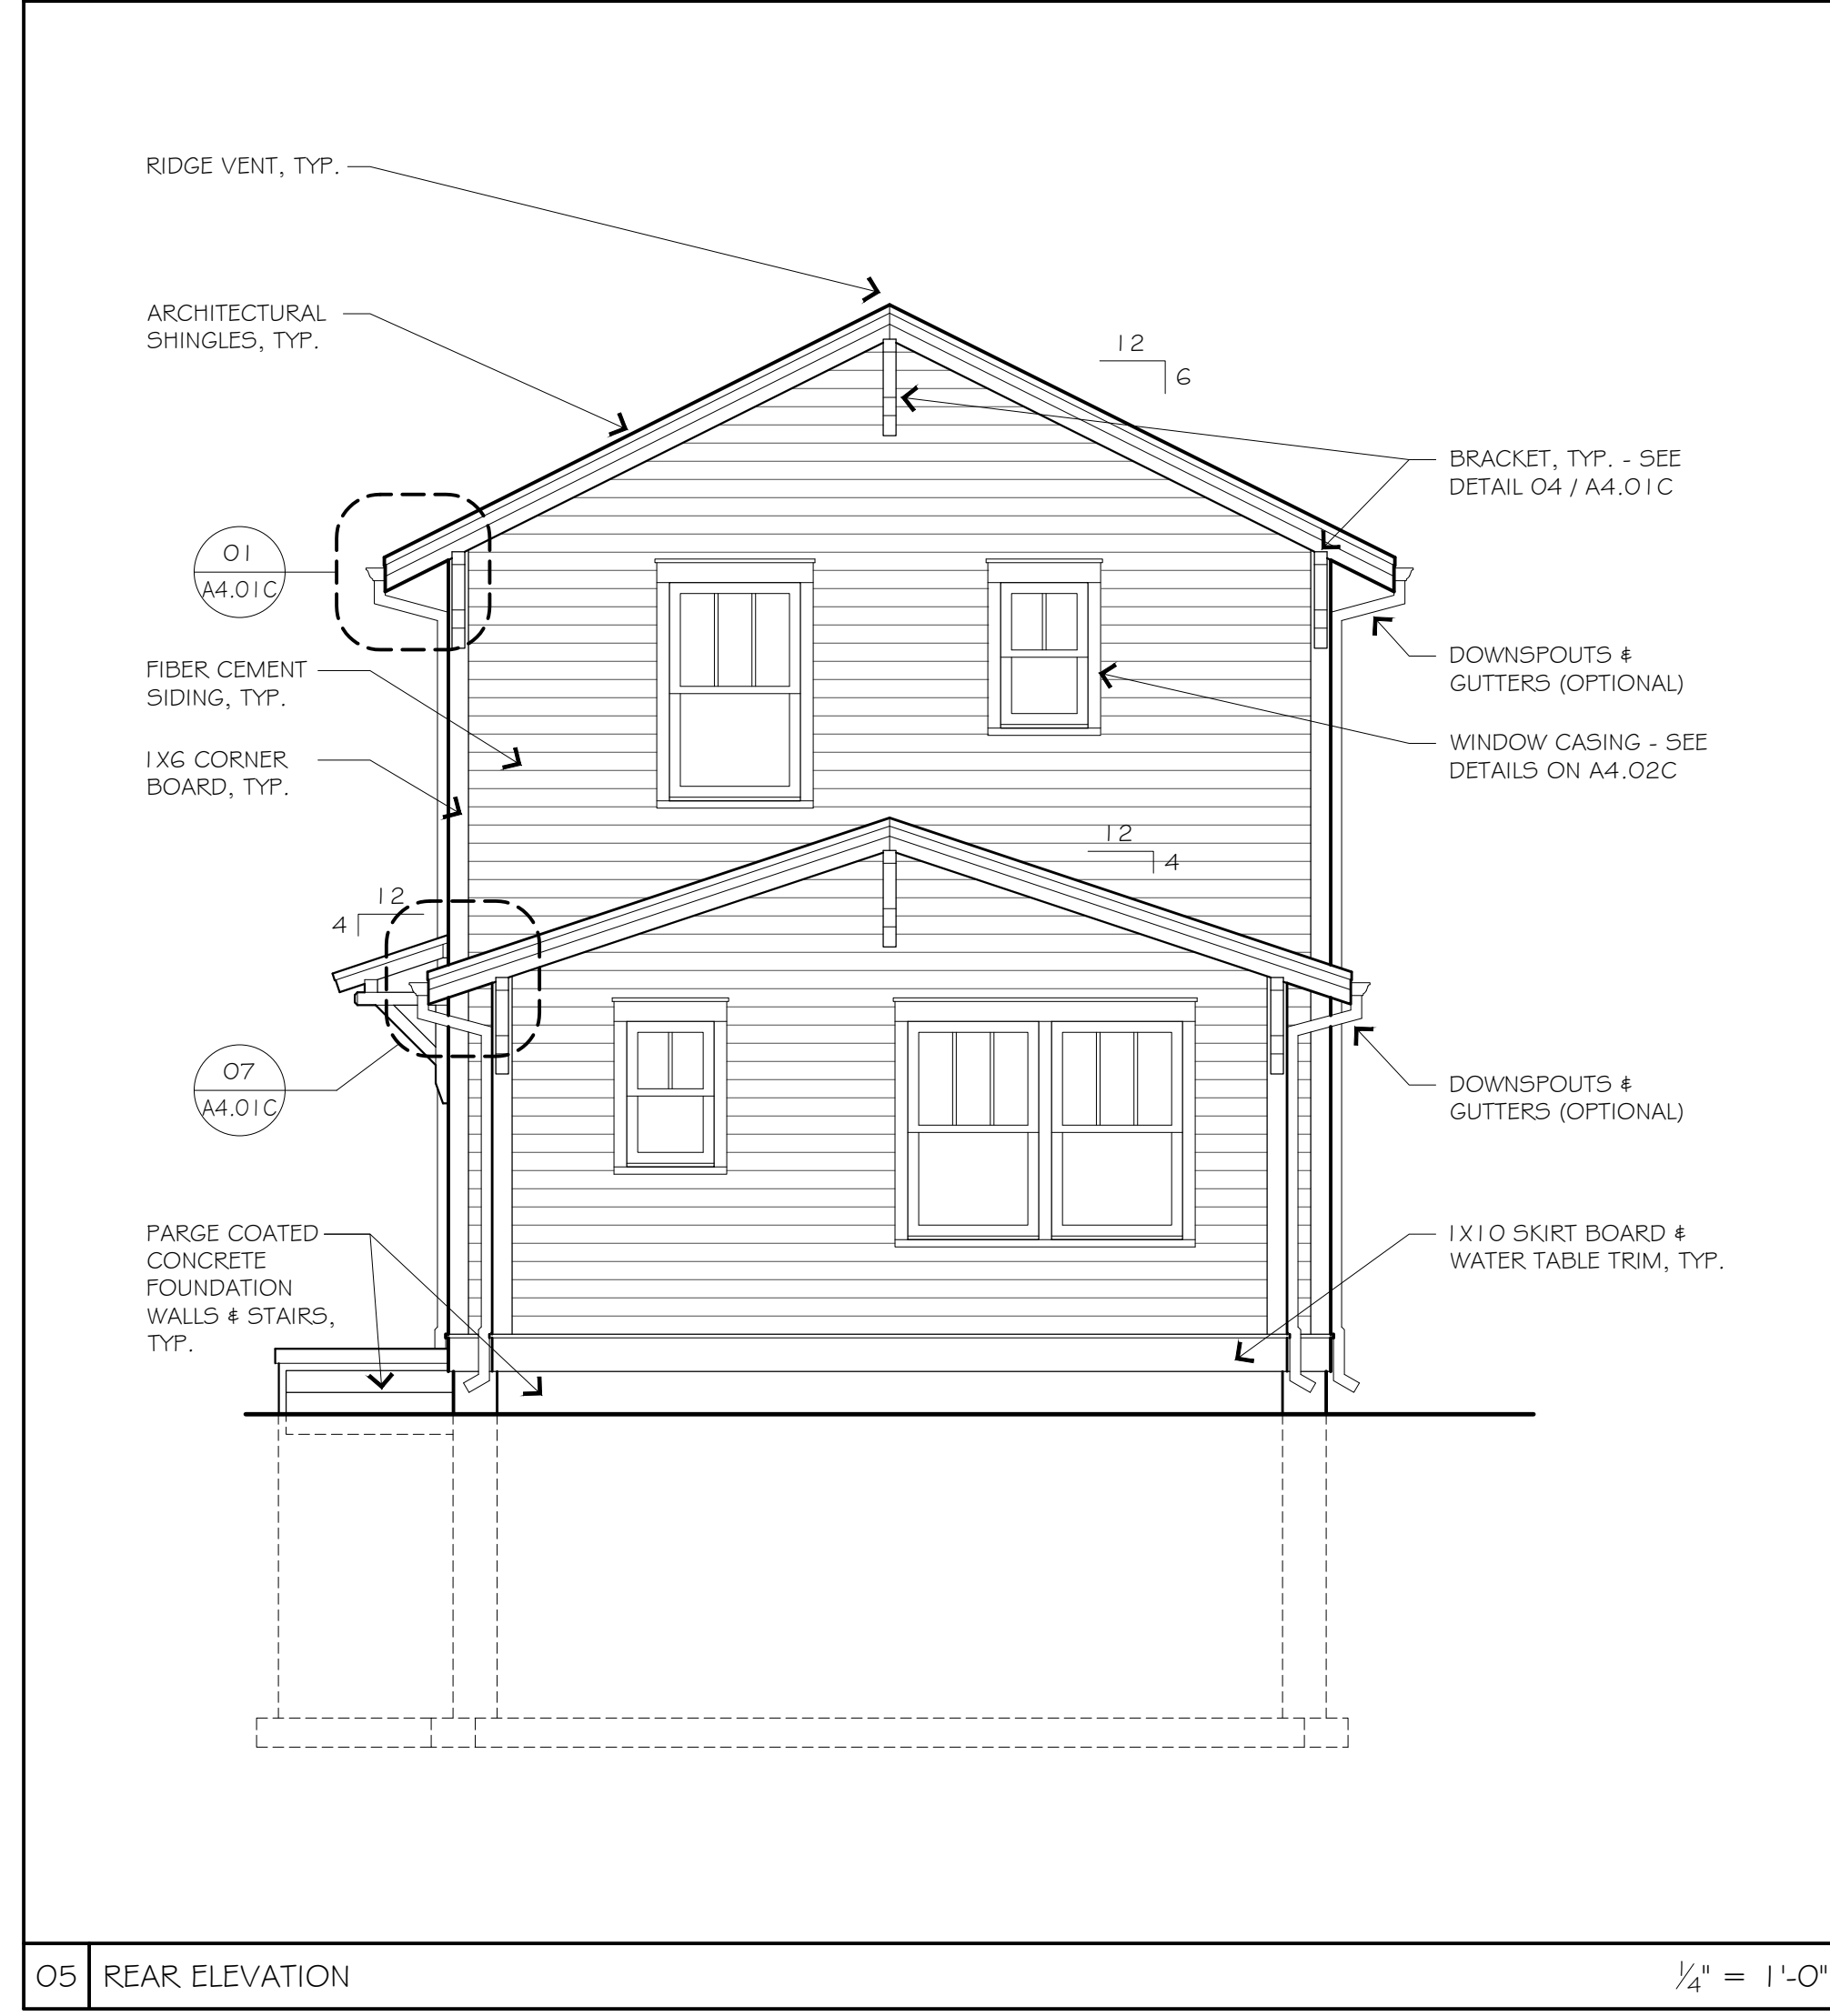 RIDGE VENT, TYP.
ARCHITECTURAL
SHINGLES, TYP.
12
6
BRACKET, TYP. - SEE
DETAIL 04 / A4.01C
01
A4.01C
DOWNSPOUTS &
GUTTERS (OPTIONAL)
FIBER CEMENT
SIDING, TYP.
WINDOW CASING - SEE
DETAILS ON A4.02C
1X6 CORNER
BOARD, TYP.
12
4
12
4
07
A4.01C
DOWNSPOUTS &
GUTTERS (OPTIONAL)
PARGE COATED
CONCRETE
FOUNDATION
WALLS & STAIRS,
TYP.
1X10 SKIRT BOARD &
WATER TABLE TRIM, TYP.
05 REAR ELEVATION
1/4" = 1'-0"